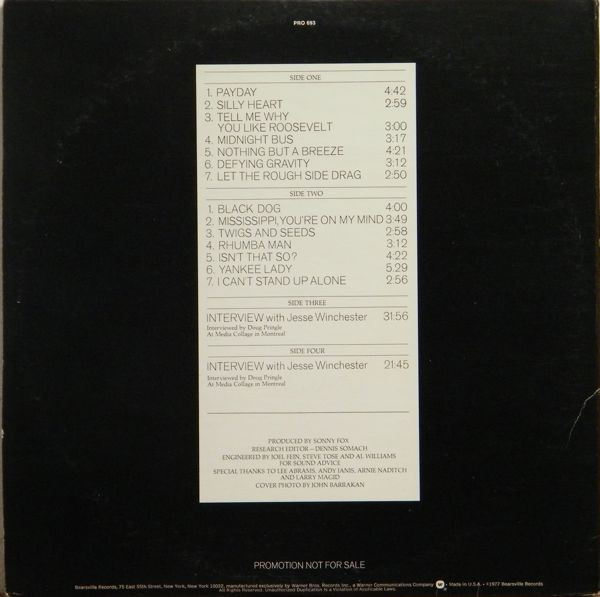 PRO 693
SIDE ONE
1. PAYDAY 4:42
2. SILLY HEART 2:59
3. TELL ME WHY
YOU LIKE ROOSEVELT 3:00
4. MIDNIGHT BUS 3:17
5. NOTHING BUT A BREEZE 4:21
6. DEFYING GRAVITY 3:12
7. LET THE ROUGH SIDE DRAG 2:50
SIDE TWO
1. BLACK DOG 4:00
2. MISSISSIPPI, YOU'RE ON MY MIND 3:49
3. TWIGS AND SEEDS 2:58
4. RHUMBA MAN 3:12
5. ISN'T THAT SO? 4:22
6. YANKEE LADY 5:29
7. I CAN'T STAND UP ALONE 2:56
SIDE THREE
INTERVIEW with Jesse Winchester 31:56
Interviewed by Doug Pringle
At Media Collage in Montreal
SIDE FOUR
INTERVIEW with Jesse Winchester 21:45
Interviewed by Doug Pringle
At Media Collage in Montreal
PRODUCED BY SONNY FOX
RESEARCH EDITOR – DENNIS SOMACH
ENGINEERED BY JOEL FEIN, STEVE TOSE AND AL WILLIAMS
FOR SOUND ADVICE
SPECIAL THANKS TO LEE ABRAMS, ANDY JANIS, ARNIE NADITCH
AND LARRY MAGID
COVER PHOTO BY JOHN BARRAKAN
PROMOTION NOT FOR SALE
Bearsville Records, 75 East 55th Street, New York, New York 10022, manufactured exclusively by Warner Bros. Records Inc., a Warner Communications Company • Made in U.S.A. • ℗1977 Bearsville Records
All Rights Reserved. Unauthorized Duplication is a Violation of Applicable Laws.